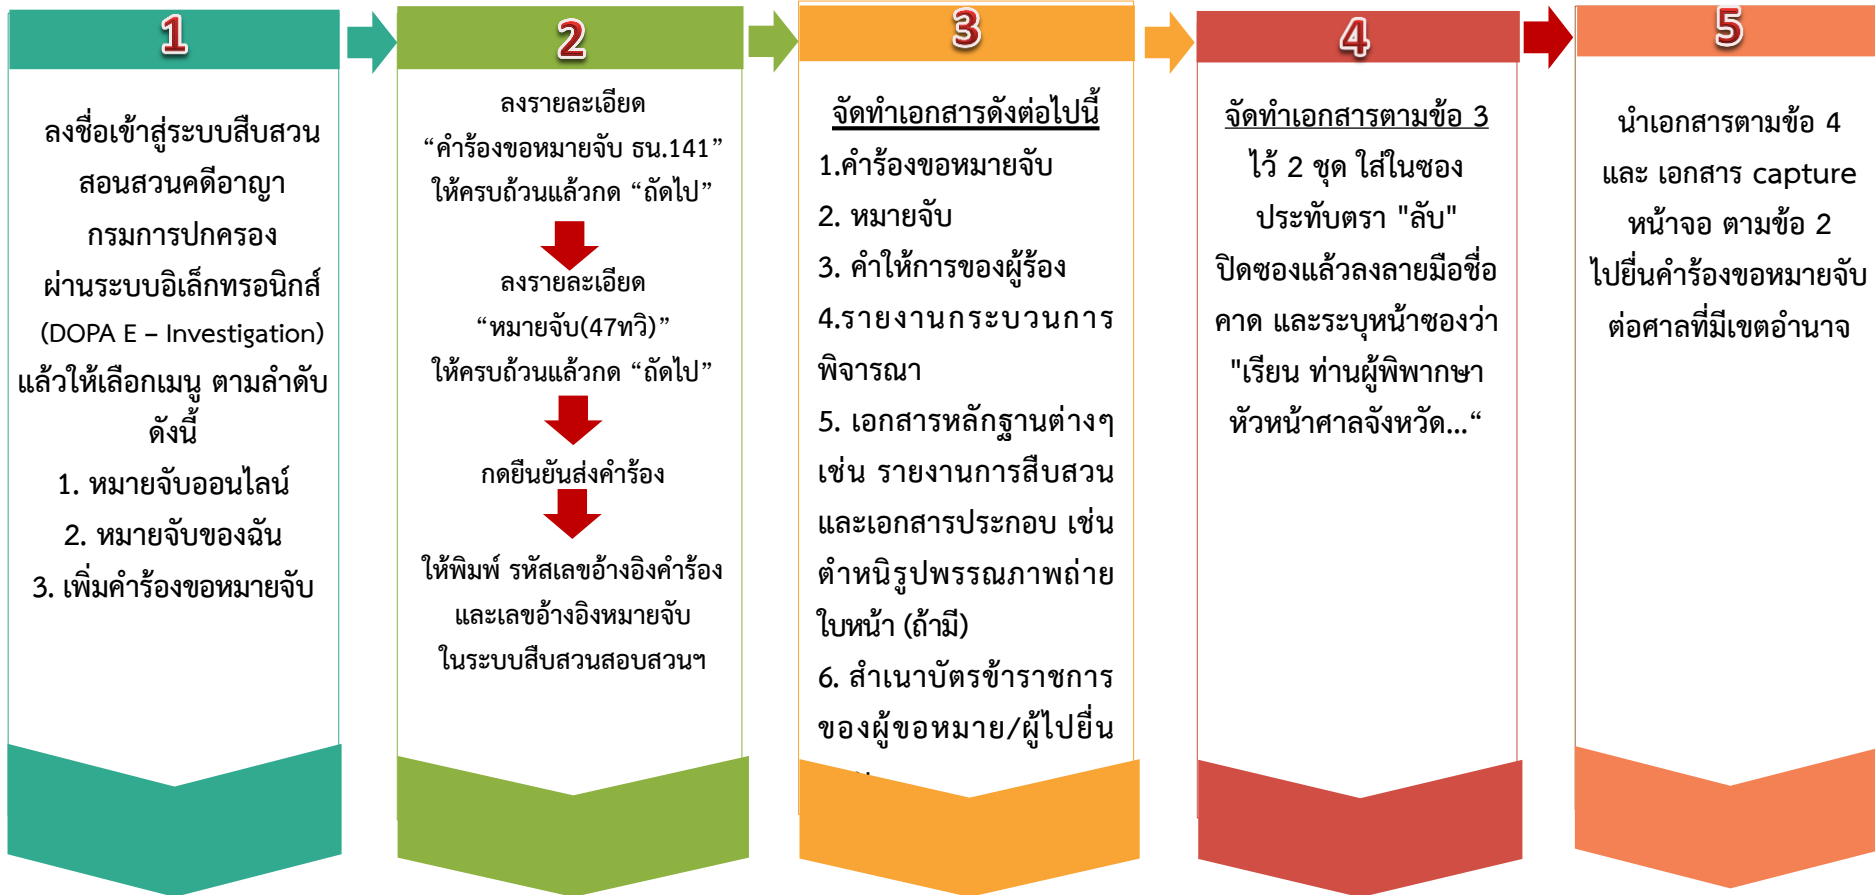 1
ลงชื่อเข้าสู่ระบบสืบสวน
สอนสวนคดีอาญา
กรมการปกครอง
ผ่านระบบอิเล็กทรอนิกส์
(DOPA E – Investigation)
แล้วให้เลือกเมนู ตามลำดับ
ดังนี้
1. หมายจับออนไลน์
2. หมายจับของฉัน
3. เพิ่มคำร้องขอหมายจับ
2
ลงรายละเอียด
“คำร้องขอหมายจับ ธน.141”
ให้ครบถ้วนแล้วกด “ถัดไป”
ลงรายละเอียด
“หมายจับ(47ทวิ)”
ให้ครบถ้วนแล้วกด “ถัดไป”
กดยืนยันส่งคำร้อง
ให้พิมพ์ รหัสเลขอ้างอิงคำร้อง
และเลขอ้างอิงหมายจับ
ในระบบสืบสวนสอบสวนฯ
3
จัดทำเอกสารดังต่อไปนี้
1.คำร้องขอหมายจับ
2. หมายจับ
3. คำให้การของผู้ร้อง
4.รายงานกระบวนการ
พิจารณา
5. เอกสารหลักฐานต่างๆ
เช่น รายงานการสืบสวน
และเอกสารประกอบ เช่น
ตำหนิรูปพรรณภาพถ่าย
ใบหน้า (ถ้ามี)
6. สำเนาบัตรข้าราชการ
ของผู้ขอหมาย/ผู้ไปยื่น
4
จัดทำเอกสารตามข้อ 3
ไว้ 2 ชุด ใส่ในซอง
ประทับตรา "ลับ"
ปิดซองแล้วลงลายมือชื่อ
คาด และระบุหน้าซองว่า
"เรียน ท่านผู้พิพากษา
หัวหน้าศาลจังหวัด...“
5
นำเอกสารตามข้อ 4
และ เอกสาร capture
หน้าจอ ตามข้อ 2
ไปยื่นคำร้องขอหมายจับ
ต่อศาลที่มีเขตอำนาจ